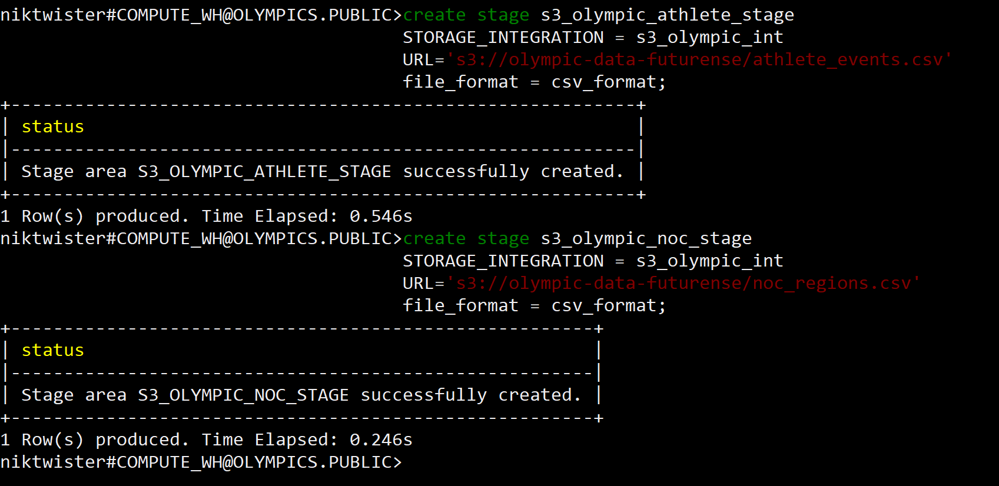 niktwister#COMPUTE_WH@OLYMPICS.PUBLIC>create stage s3_olympic_athlete_stage
STORAGE_INTEGRATION = s3_olympic_int
URL='s3://olympic-data-futurense/athlete_events.csv'
file_format = csv_format;
+-----------------------------------------------------------+
| status                                                    |
|-----------------------------------------------------------|
| Stage area S3_OLYMPIC_ATHLETE_STAGE successfully created. |
+-----------------------------------------------------------+
1 Row(s) produced. Time Elapsed: 0.546s
niktwister#COMPUTE_WH@OLYMPICS.PUBLIC>create stage s3_olympic_noc_stage
STORAGE_INTEGRATION = s3_olympic_int
URL='s3://olympic-data-futurense/noc_regions.csv'
file_format = csv_format;
+-------------------------------------------------------+
| status                                                |
|-------------------------------------------------------|
| Stage area S3_OLYMPIC_NOC_STAGE successfully created. |
+-------------------------------------------------------+
1 Row(s) produced. Time Elapsed: 0.246s
niktwister#COMPUTE_WH@OLYMPICS.PUBLIC>